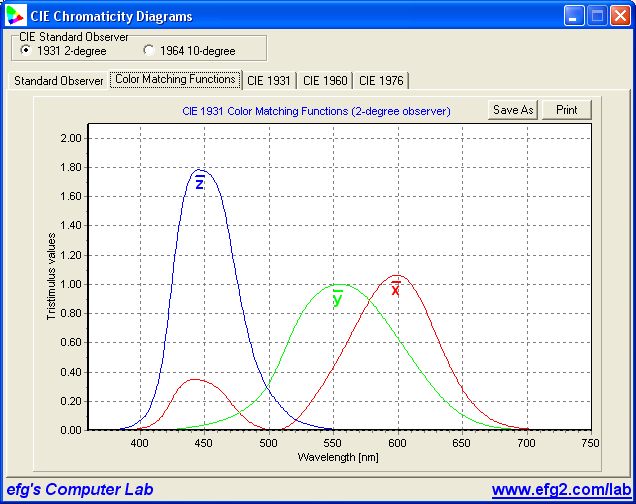 CIE Chromaticity Diagrams
CIE Standard Observer
1931 2-degree 1964 10-degree
Standard Observer Color Matching Functions CIE 1931 CIE 1960 CIE 1976
CIE 1931 Color Matching Functions (2-degree observer) Save As Print
2.00
1.80
z̅
1.60
1.40
1.20
1.00
x̅
y̅
0.80
0.60
0.40
0.20
0.00
Tristimulus values
400 450 500 550 600 650 700 750
Wavelength [nm]
efg's Computer Lab www.efg2.com/lab